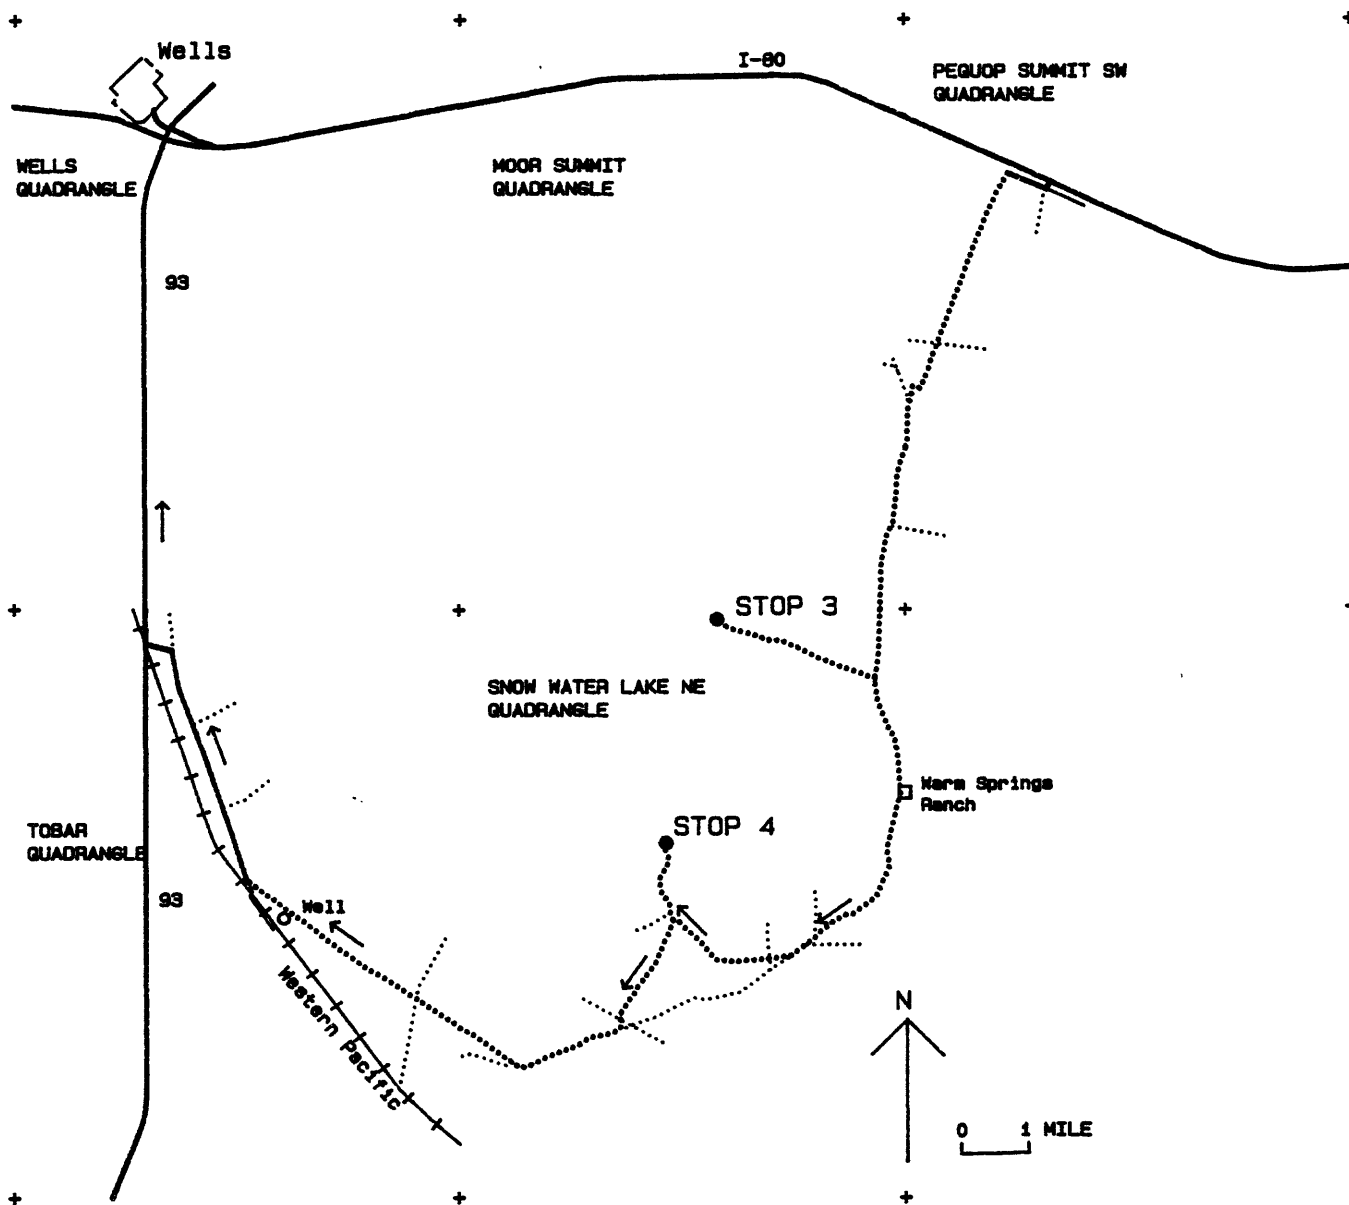 Wells
I-80
PEQUOP SUMMIT SW
QUADRANGLE
WELLS
QUADRANGLE
MOOR SUMMIT
QUADRANGLE
93
STOP 3
SNOW WATER LAKE NE
QUADRANGLE
Warm Springs
Ranch
STOP 4
TOBAR
QUADRANGLE
93
Well
Western Pacific
N
0 1 MILE